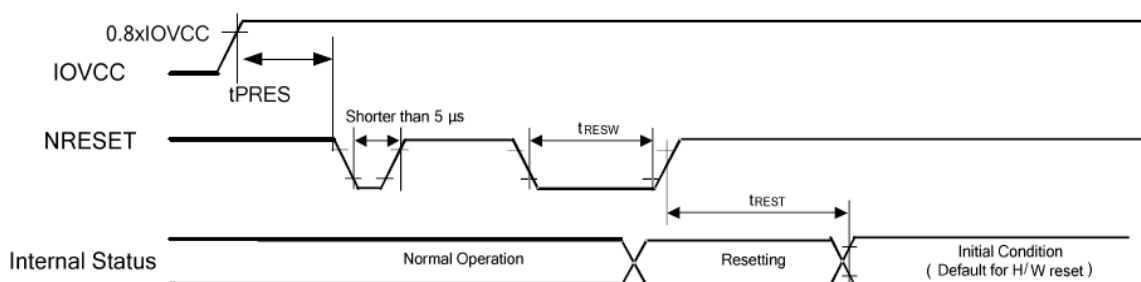 0.8xIOVCC
IOVCC
tPRES
Shorter than 5 µs
NRESET
tRESW
tREST
Internal Status
Normal Operation
Resetting
Initial Condition
( Default for H/W reset )